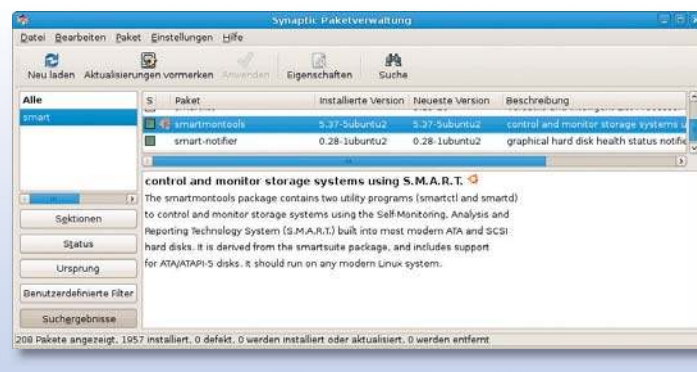 Synaptic Paketverwaltung
Datei Bearbeiten Paket Einstellungen Hilfe
Neu laden Aktualisierungen vormerken Anwenden Eigenschaften Suche
Alle
smart
S Paket Installierte Version Neueste Version Beschreibung
smartmontools 5.37-5ubuntu2 5.37-5ubuntu2 control and monitor storage systems u
smart-notifier 0.28-1ubuntu2 0.28-1ubuntu2 graphical hard disk health status notifie
control and monitor storage systems using S.M.A.R.T.
The smartmontools package contains two utility programs (smartctl and smartd)
to control and monitor storage systems using the Self-Monitoring, Analysis and
Reporting Technology System (S.M.A.R.T.) built into most modern ATA and SCSI
hard disks. It is derived from the smartsuite package, and includes support
for ATA/ATAPI-5 disks. It should run on any modern Linux system.
Sektionen
Status
Ursprung
Benutzerdefinierte Filter
Suchergebnisse
208 Pakete angezeigt, 1957 installiert, 0 defekt, 0 werden installiert oder aktualisiert, 0 werden entfernt